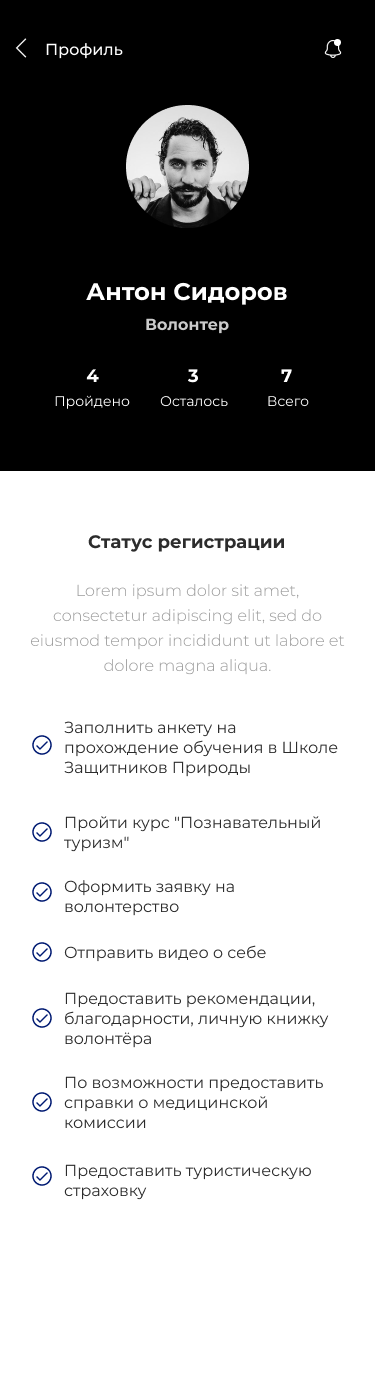 Профиль
Антон Сидоров
Волонтер
4 3 7
Пройдено Осталось Всего
Статус регистрации
Lorem ipsum dolor sit amet,
consectetur adipiscing elit, sed do
eiusmod tempor incididunt ut labore et
dolore magna aliqua.
Заполнить анкету на
прохождение обучения в Школе
Защитников Природы
Пройти курс "Познавательный
туризм"
Оформить заявку на
волонтерство
Отправить видео о себе
Предоставить рекомендации,
благодарности, личную книжку
волонтёра
По возможности предоставить
справки о медицинской
комиссии
Предоставить туристическую
страховку